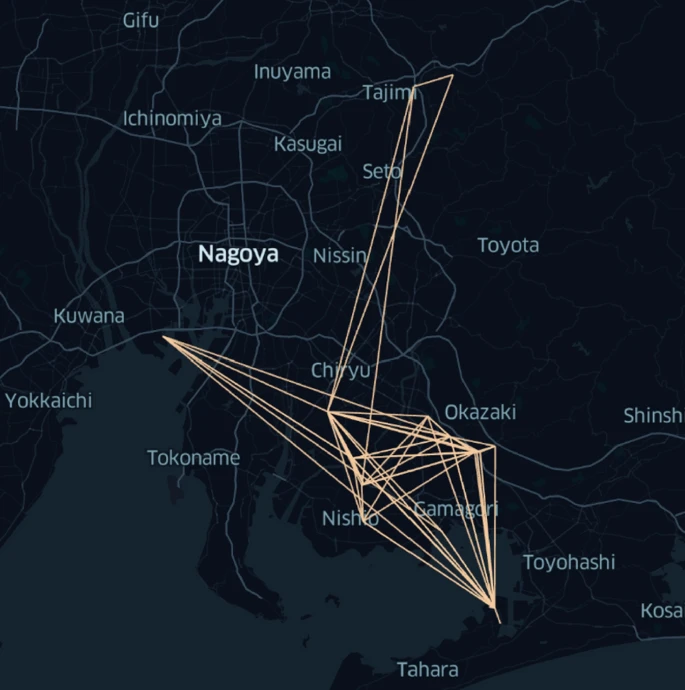 Gifu
Inuyama
Tajimi
Ichinomiya
Kasugai
Seto
Nagoya
Nissin
Toyota
Kuwana
Chiryu
Yokkaichi
Okazaki
Shinsh
Tokoname
Nishio
Gamagori
Toyohashi
Kosa
Tahara